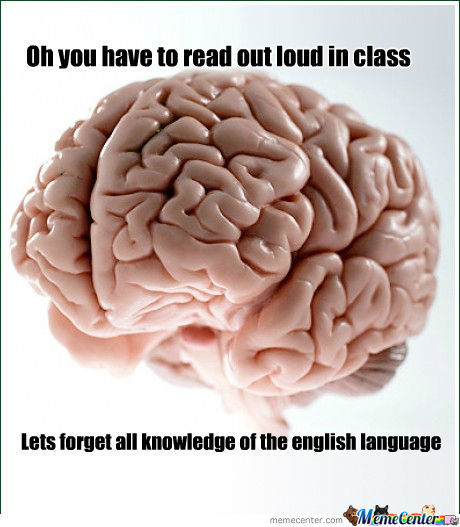 Oh you have to read out loud in class
Lets forget all knowledge of the english language
memecenter.com MemeCenter